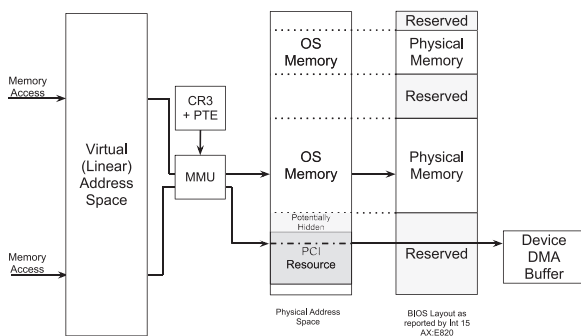 Memory
Access
Memory
Access
Virtual
(Linear)
Address
Space
CR3
+ PTE
MMU
OS
Memory
OS
Memory
Potentially
Hidden
PCI
Resource
Physical Address
Space
Reserved
Physical
Memory
Reserved
Physical
Memory
Reserved
BIOS Layout as
reported by Int 15
AX:E820
Device
DMA
Buffer